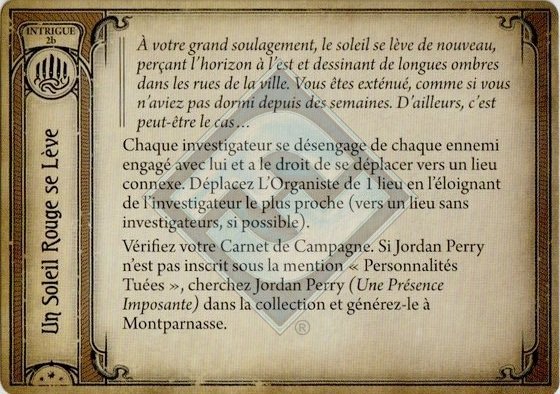 INTRIGUE
2b
Un Soleil Rouge se Lève
À votre grand soulagement, le soleil se lève de nouveau,
perçant l'horizon à l'est et dessinant de longues ombres
dans les rues de la ville. Vous êtes exténué, comme si vous
n'aviez pas dormi depuis des semaines. D'ailleurs, c'est
peut-être le cas…
Chaque investigateur se désengage de chaque ennemi
engagé avec lui et a le droit de se déplacer vers un lieu
connexe. Déplacez L'Organiste de 1 lieu en l'éloignant
de l'investigateur le plus proche (vers un lieu sans
investigateurs, si possible).
Vérifiez votre Carnet de Campagne. Si Jordan Perry
n'est pas inscrit sous la mention « Personnalités
Tuées », cherchez Jordan Perry (Une Présence
Imposante) dans la collection et générez-le à
Montparnasse.
®